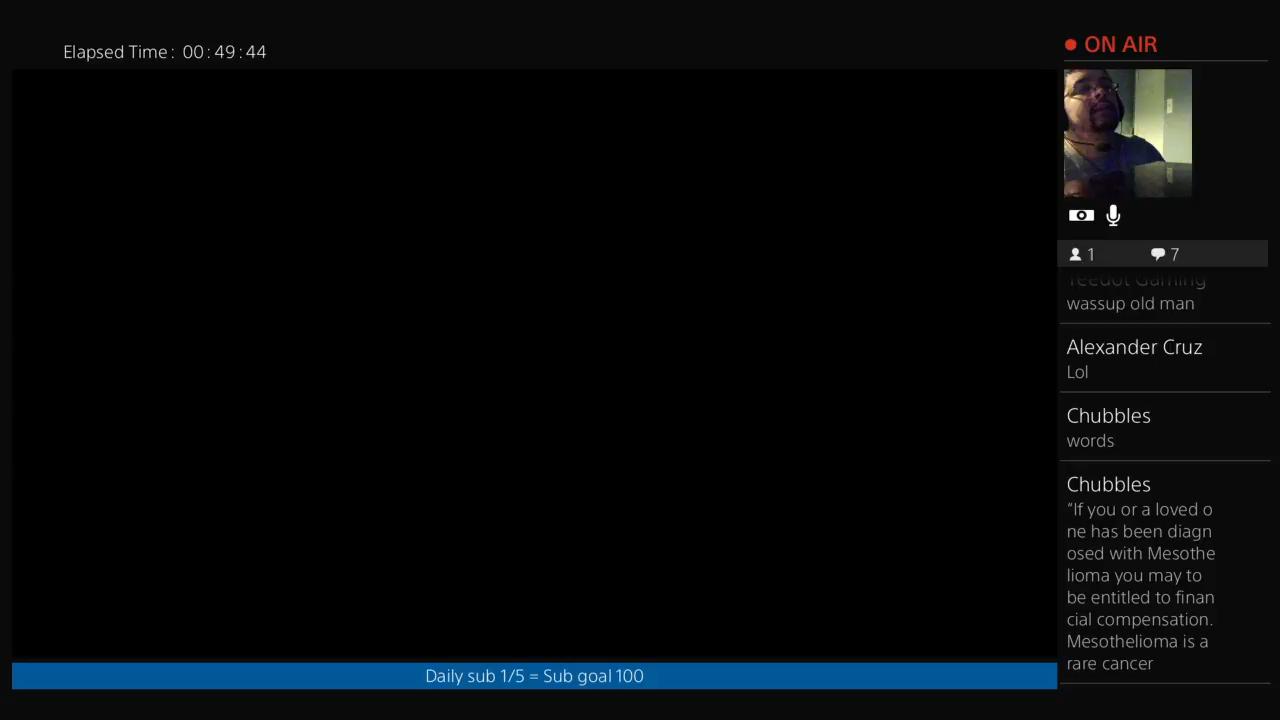 Elapsed Time: 00:49:44
ON AIR
1 7
Teedot Gaming
wassup old man
Alexander Cruz
Lol
Chubbles
words
Chubbles
“If you or a loved o
ne has been diagn
osed with Mesothe
lioma you may to
be entitled to finan
cial compensation.
Mesothelioma is a
rare cancer
Daily sub 1/5 = Sub goal 100